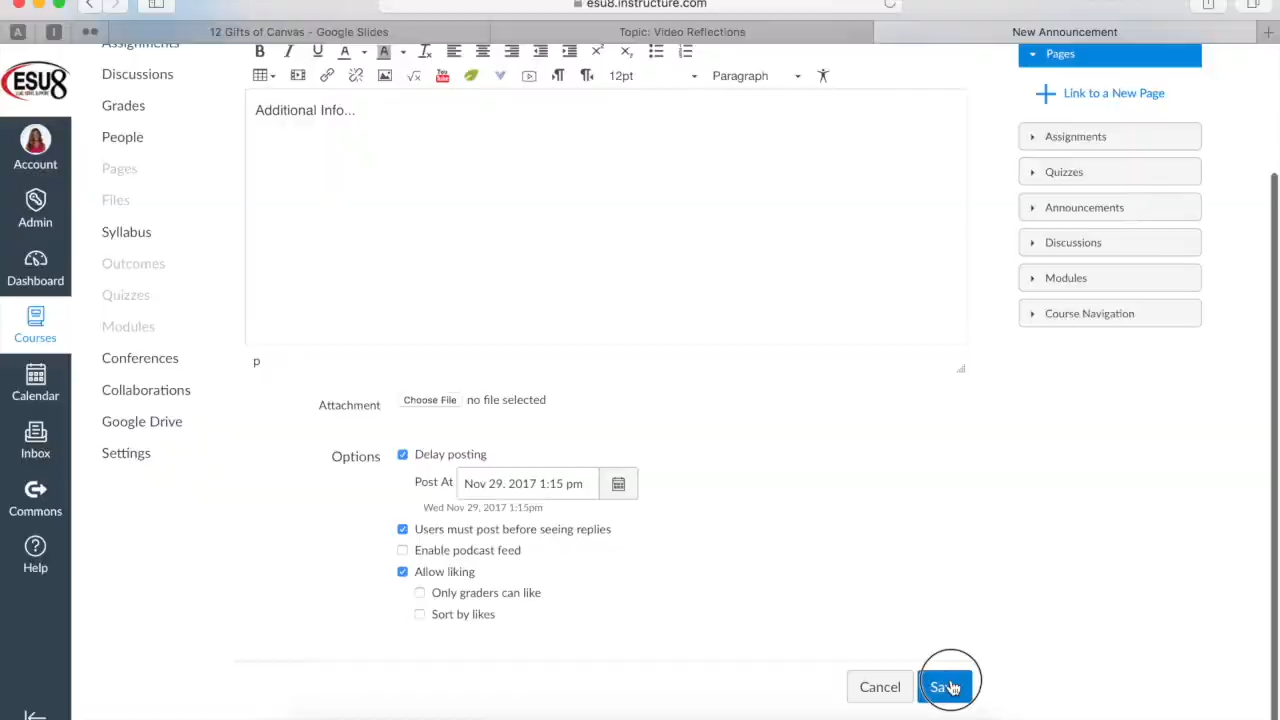 esu8.instructure.com
A
I
12 Gifts of Canvas - Google Slides
Topic: Video Reflections
New Announcement
ESU8
Account
Admin
Dashboard
Courses
Calendar
Inbox
Commons
Help
Assignments
Discussions
Grades
People
Pages
Files
Syllabus
Outcomes
Quizzes
Modules
Conferences
Collaborations
Google Drive
Settings
B I U A A
12pt
Paragraph
Additional Info...
p
Attachment
Choose File no file selected
Options
Delay posting
Post At Nov 29, 2017 1:15 pm
Wed Nov 29, 2017 1:15pm
Users must post before seeing replies
Enable podcast feed
Allow liking
Only graders can like
Sort by likes
Cancel
Pages
Link to a New Page
Assignments
Quizzes
Announcements
Discussions
Modules
Course Navigation